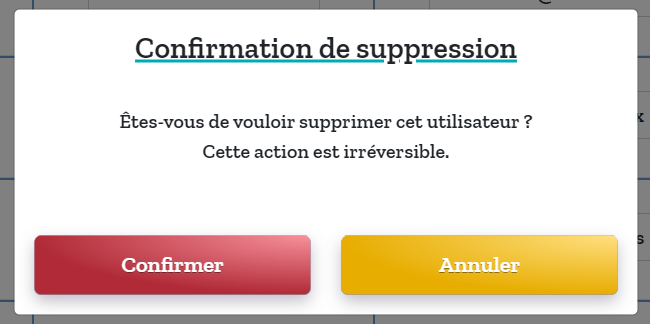 Confirmation de suppression
Êtes-vous de vouloir supprimer cet utilisateur ?
Cette action est irréversible.
Confirmer
Annuler